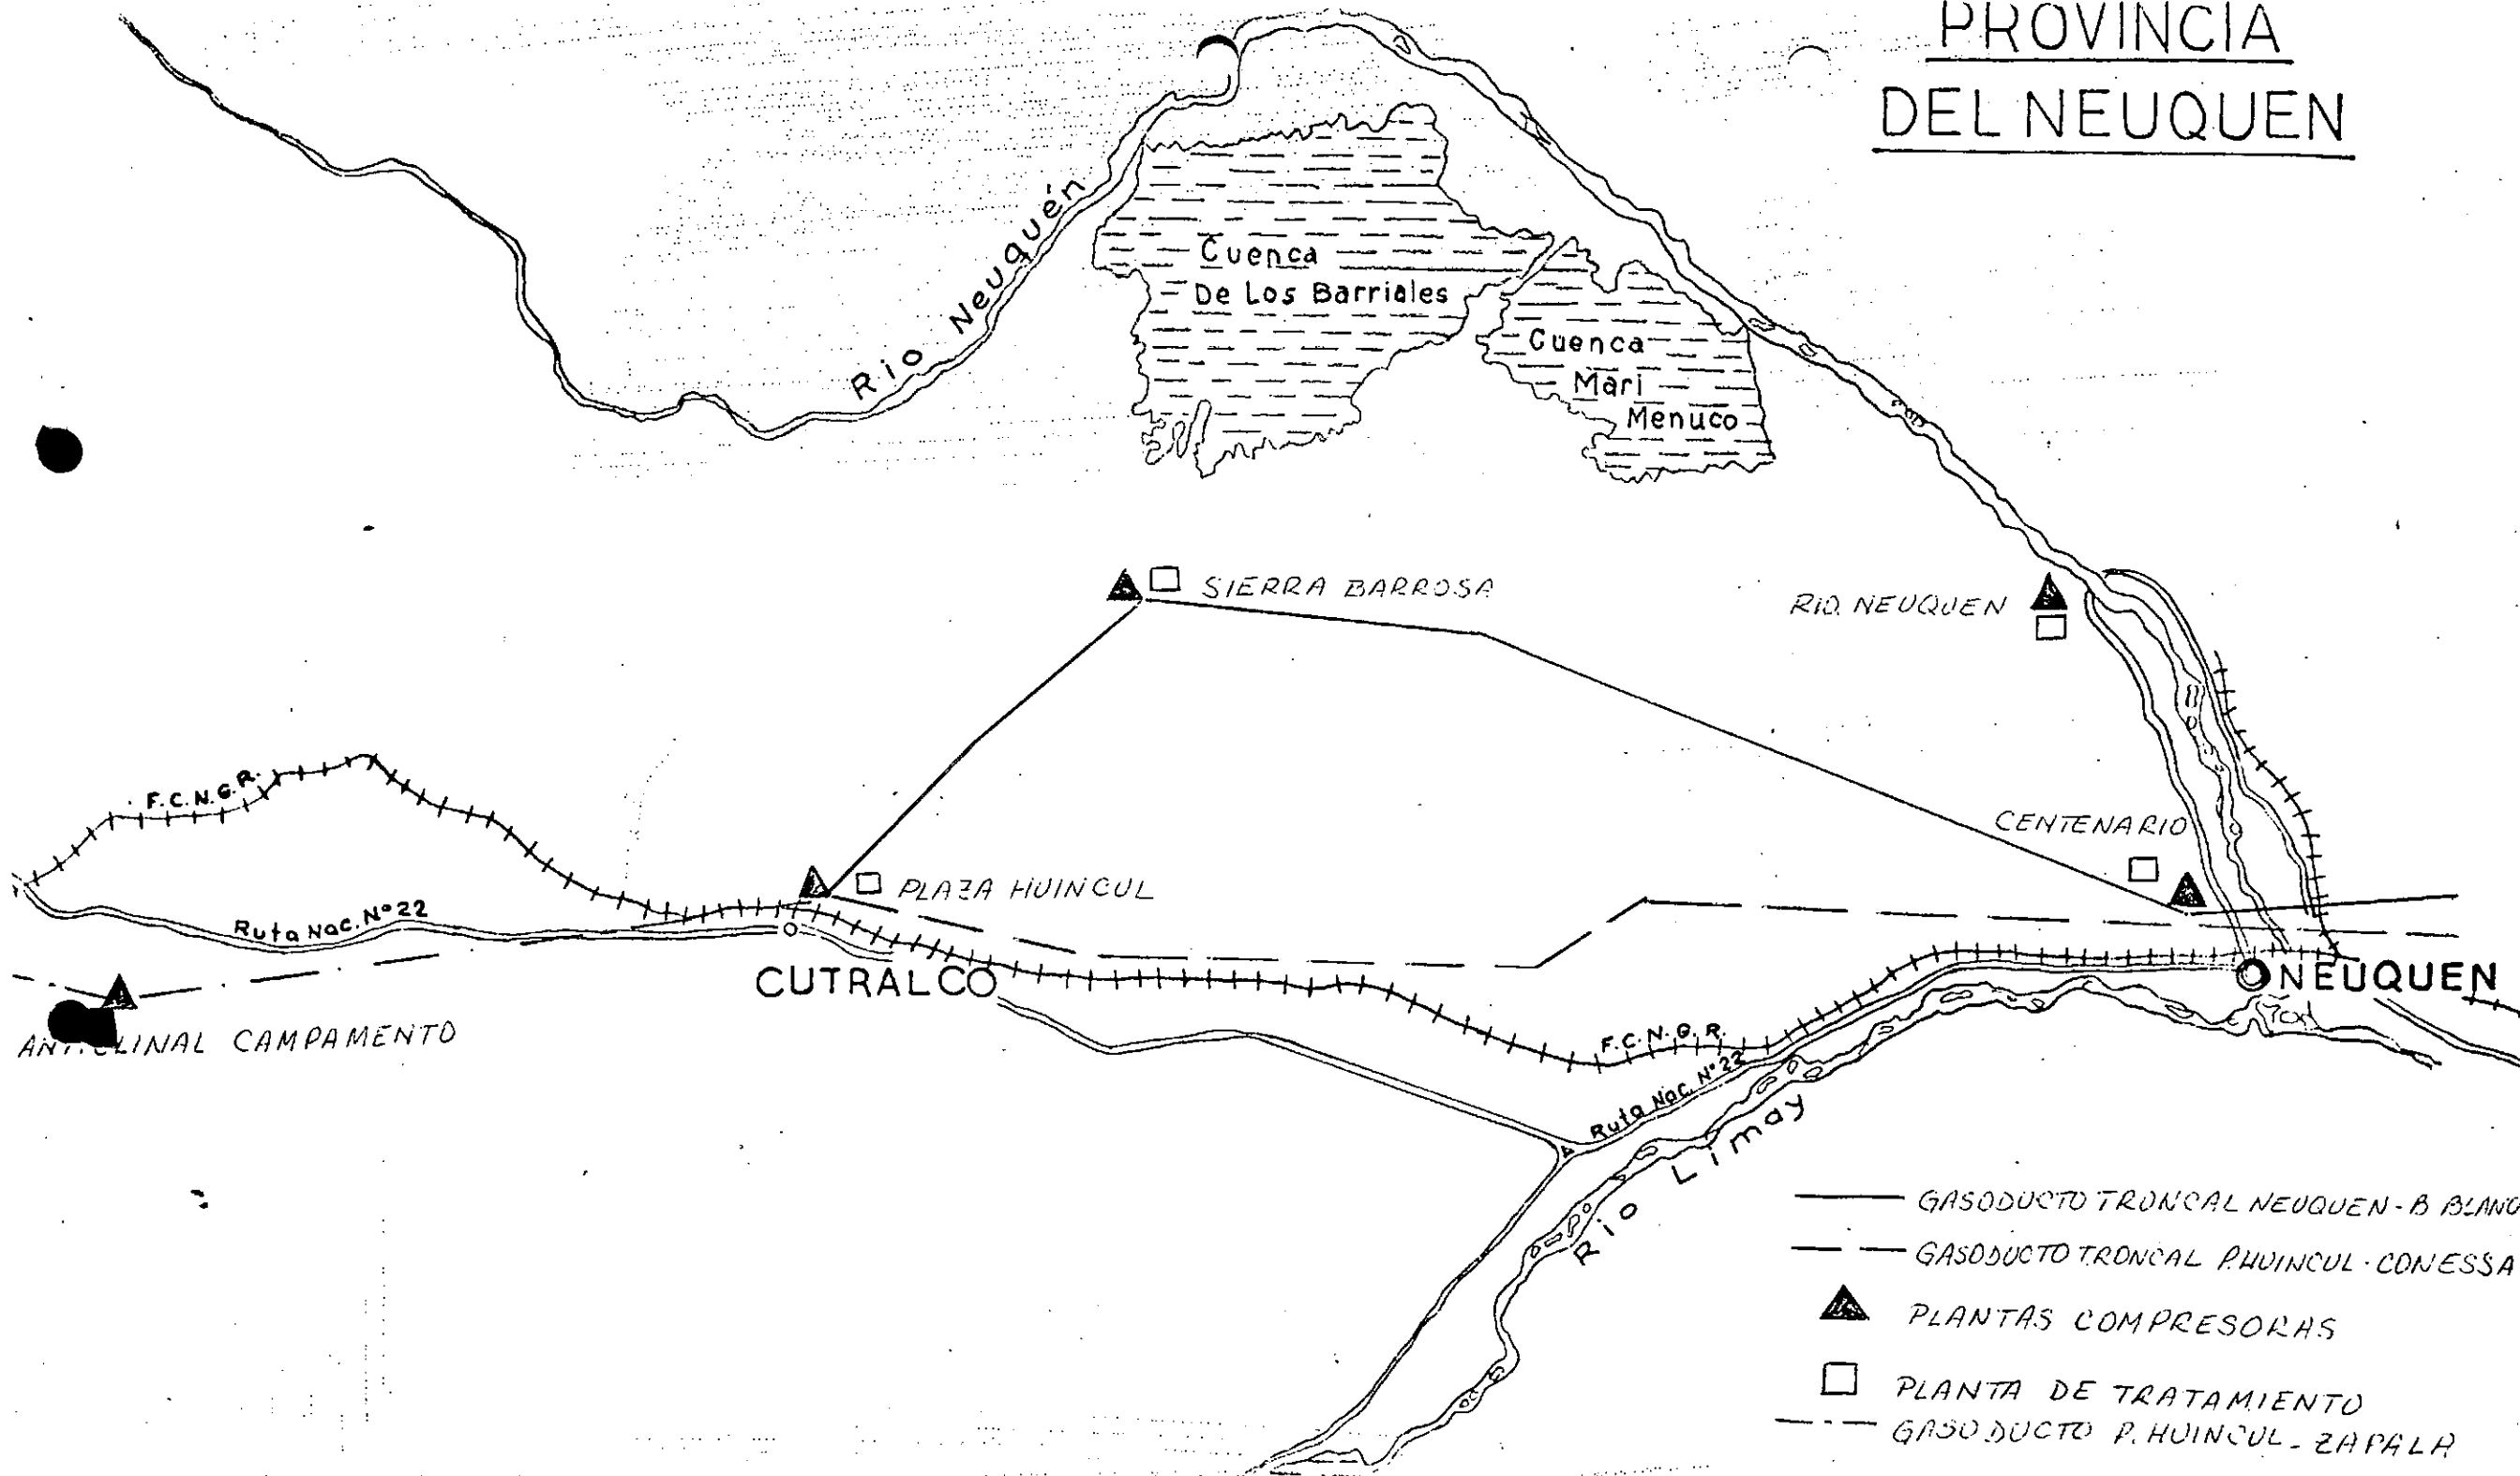 PROVINCIA
DEL NEUQUEN
Rio Neuquén
Cuenca
De Los Barriales
Cuenca
Mari
Menuco
SIERRA BARROSA
RIO. NEUQUEN
F.C.N.G.R.
CENTENARIO
PLAZA HUINCUL
Ruta Nac. N°22
CUTRALCO
NEUQUEN
CAMPAMENTO
F.C.N.G.R.
Ruta Nac. N°22
Rio Limay
GASODUCTO TRONCAL NEUQUEN - B BLANC
GASODUCTO TRONCAL P.HUINCUL - CONESSA
PLANTAS COMPRESORAS
PLANTA DE TRATAMIENTO
GASODUCTO P. HUINCUL - ZAPALA